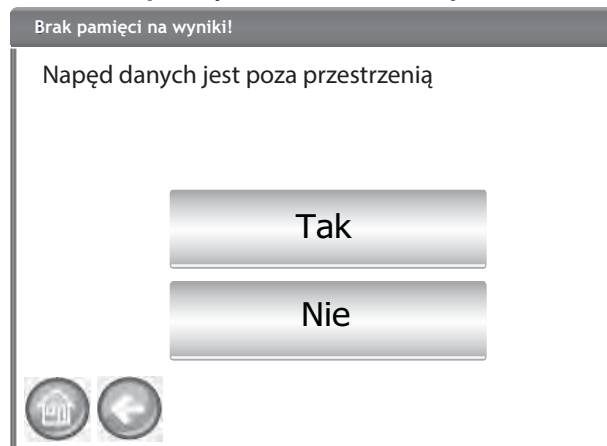 Brak pamięci na wyniki!
Napęd danych jest poza przestrzenią
Tak
Nie